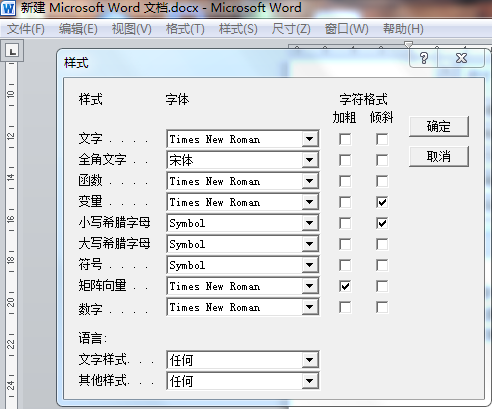 新建 Microsoft Word 文档.docx - Microsoft Word
文件(F) 编辑(E) 视图(V) 格式(T) 样式(S) 尺寸(Z) 窗口(W) 帮助(H)
样式
样式 字体 字符格式
加粗 倾斜
确定
文字 . . . . Times New Roman
取消
全角文字 . . 宋体
函数 . . . . Times New Roman
变量 . . . . Times New Roman
小写希腊字母 Symbol
大写希腊字母 Symbol
符号 . . . . Symbol
矩阵向量 . . Times New Roman
数字 . . . . Times New Roman
语言:
文字样式. . . 任何
其他样式. . . 任何
10
12
14
16
18
20
22
24